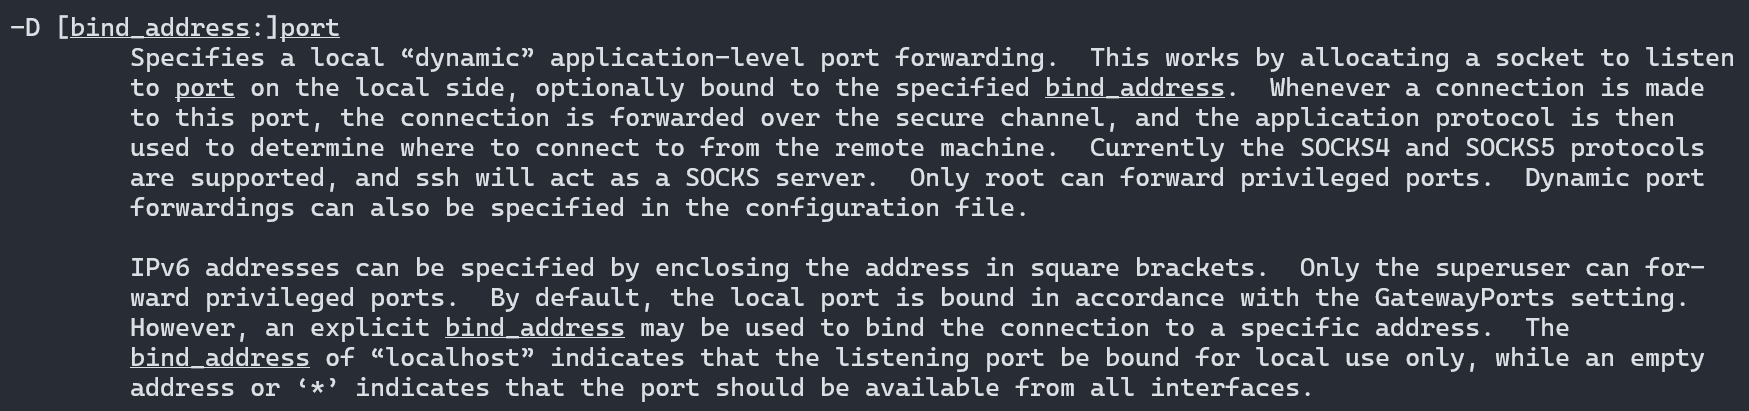 -D [bind_address:]port
Specifies a local “dynamic” application-level port forwarding.  This works by allocating a socket to listen
to port on the local side, optionally bound to the specified bind_address.  Whenever a connection is made
to this port, the connection is forwarded over the secure channel, and the application protocol is then
used to determine where to connect to from the remote machine.  Currently the SOCKS4 and SOCKS5 protocols
are supported, and ssh will act as a SOCKS server.  Only root can forward privileged ports.  Dynamic port
forwardings can also be specified in the configuration file.
IPv6 addresses can be specified by enclosing the address in square brackets.  Only the superuser can for-
ward privileged ports.  By default, the local port is bound in accordance with the GatewayPorts setting.
However, an explicit bind_address may be used to bind the connection to a specific address.  The
bind_address of “localhost” indicates that the listening port be bound for local use only, while an empty
address or ‘*’ indicates that the port should be available from all interfaces.